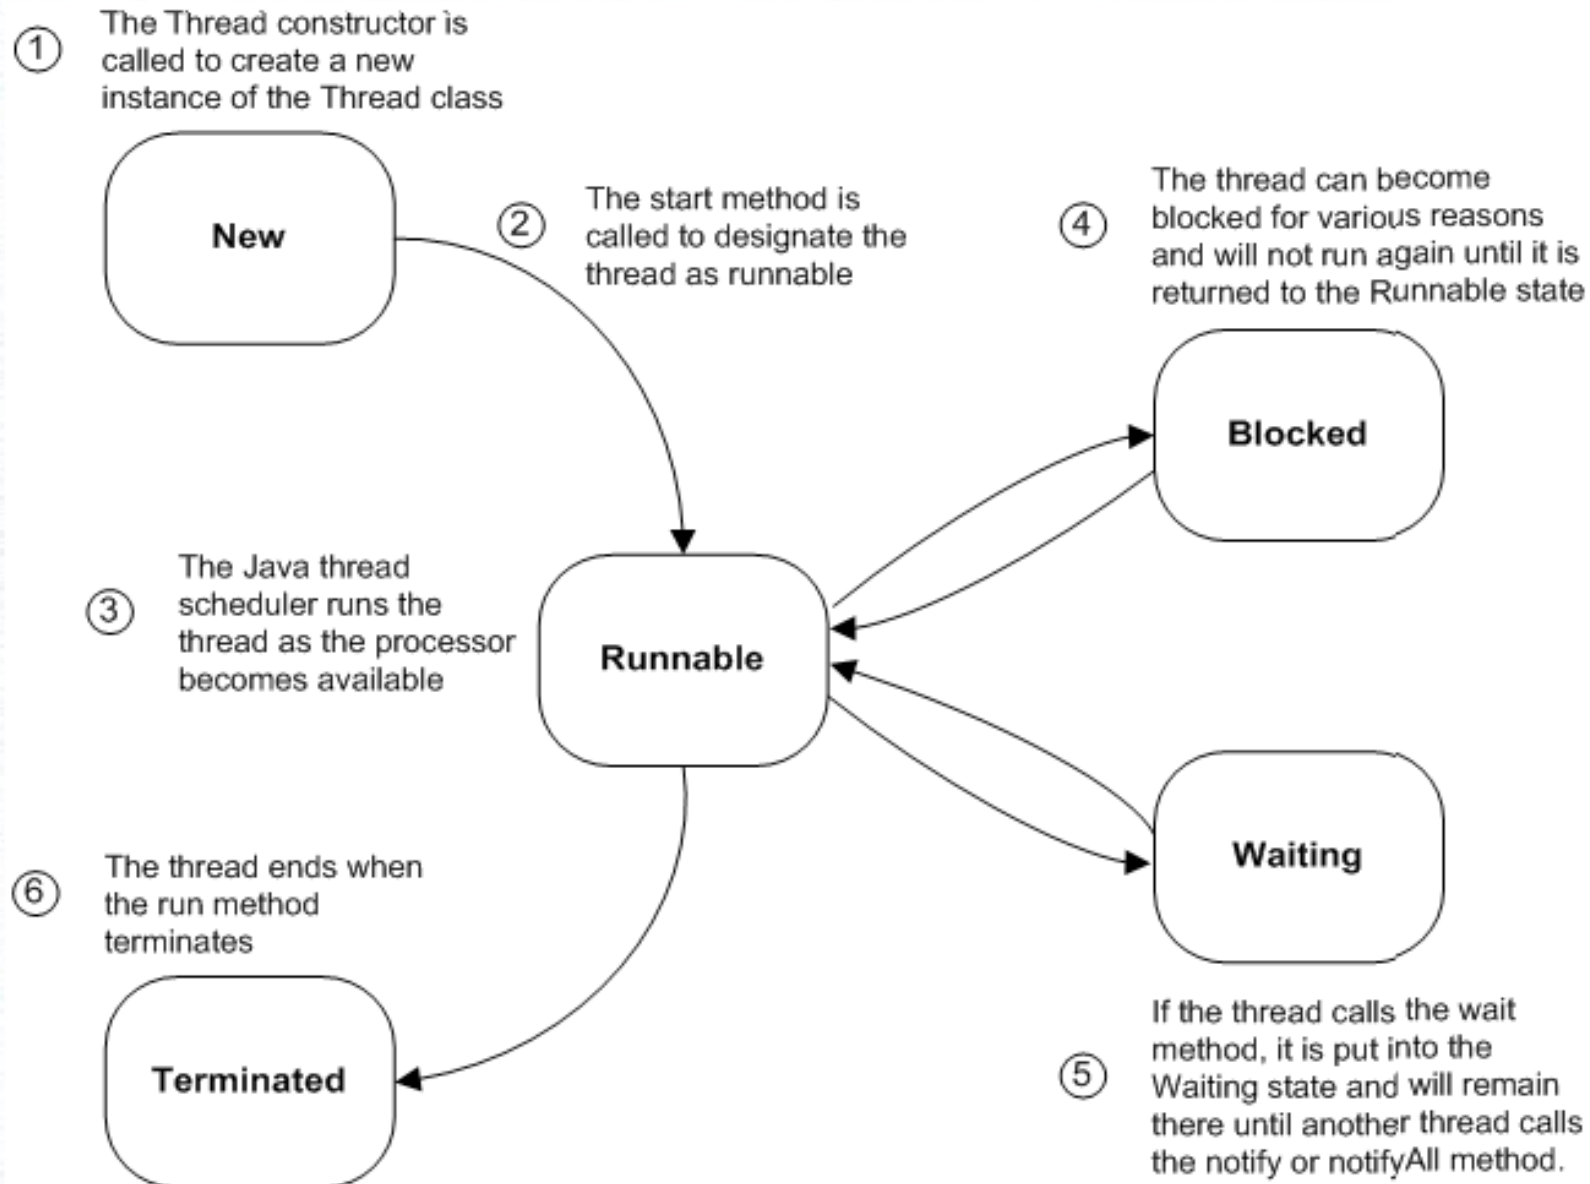 1
The Thread constructor is
called to create a new
instance of the Thread class
New
2
The start method is
called to designate the
thread as runnable
3
The Java thread
scheduler runs the
thread as the processor
becomes available
Runnable
4
The thread can become
blocked for various reasons
and will not run again until it is
returned to the Runnable state
Blocked
Waiting
5
If the thread calls the wait
method, it is put into the
Waiting state and will remain
there until another thread calls
the notify or notifyAll method.
6
The thread ends when
the run method
terminates
Terminated